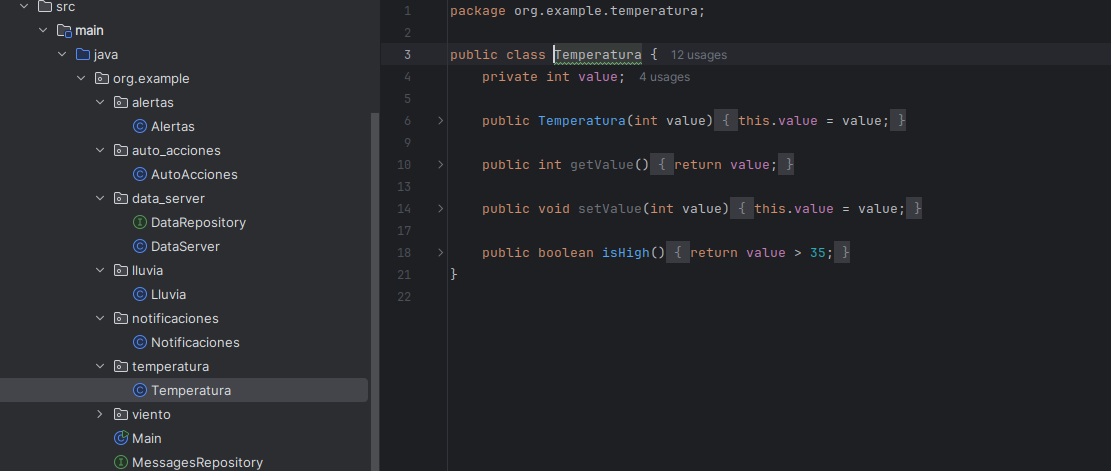 src
main
java
org.example
alertas
Alertas
auto_acciones
AutoAcciones
data_server
DataRepository
DataServer
lluvia
Lluvia
notificaciones
Notificaciones
temperatura
Temperatura
viento
Main
MessagesRepository
1 package org.example.temperatura;
2
3 public class Temperatura { 12 usages
4 private int value; 4 usages
5
6 public Temperatura(int value) { this.value = value; }
9
10 public int getValue() { return value; }
13
14 public void setValue(int value) { this.value = value; }
17
18 public boolean isHigh() { return value > 35; }
21 }
22